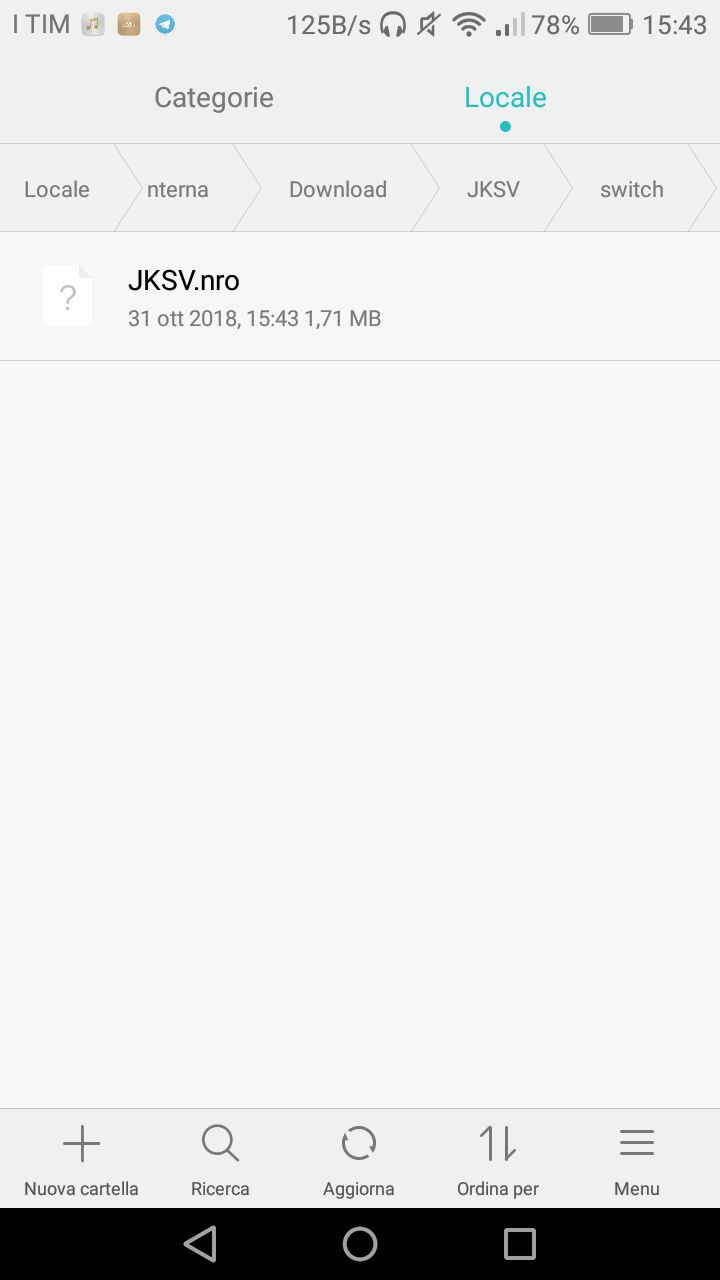 I TIM 125B/s 78% 15:43
Categorie Locale
Locale nterna Download JKSV switch
?
JKSV.nro
31 ott 2018, 15:43 1,71 MB
Nuova cartella Ricerca Aggiorna Ordina per Menu